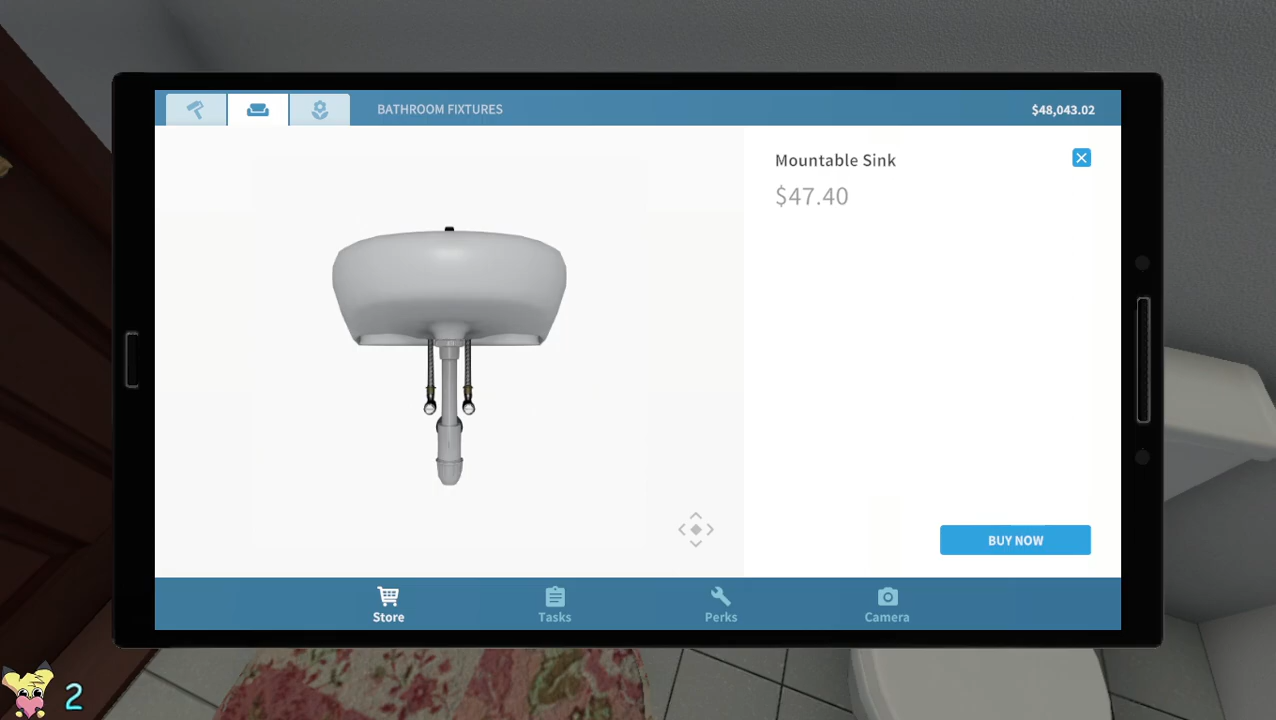 BATHROOM FIXTURES
$48,043.02
Mountable Sink
$47.40
BUY NOW
Store
Tasks
Perks
Camera
2